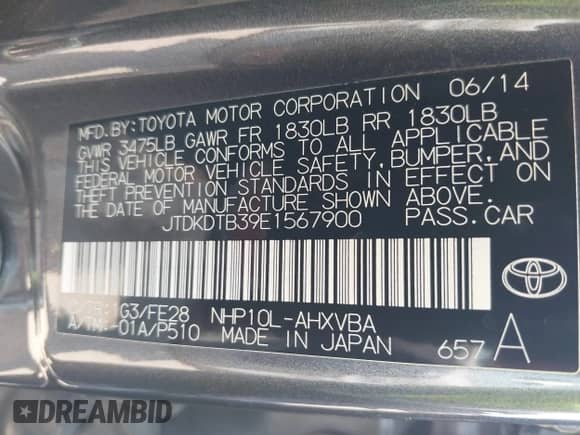 MFD.BY:TOYOTA MOTOR CORPORATION 06/14
GVWR 3475LB GAWR FR 1830LB RR 1830LB
THIS VEHICLE CONFORMS TO ALL APPLICABLE
FEDERAL MOTOR VEHICLE SAFETY,BUMPER,AND
THEFT PREVENTION STANDARDS IN EFFECT ON
THE DATE OF MANUFACTURE SHOWN ABOVE.
JTDKDTB39E1567900 PASS.CAR
G3/FE28 NHP10L-AHXVBA
A/TM: -01A/P510 MADE IN JAPAN
657 A
DREAMBID